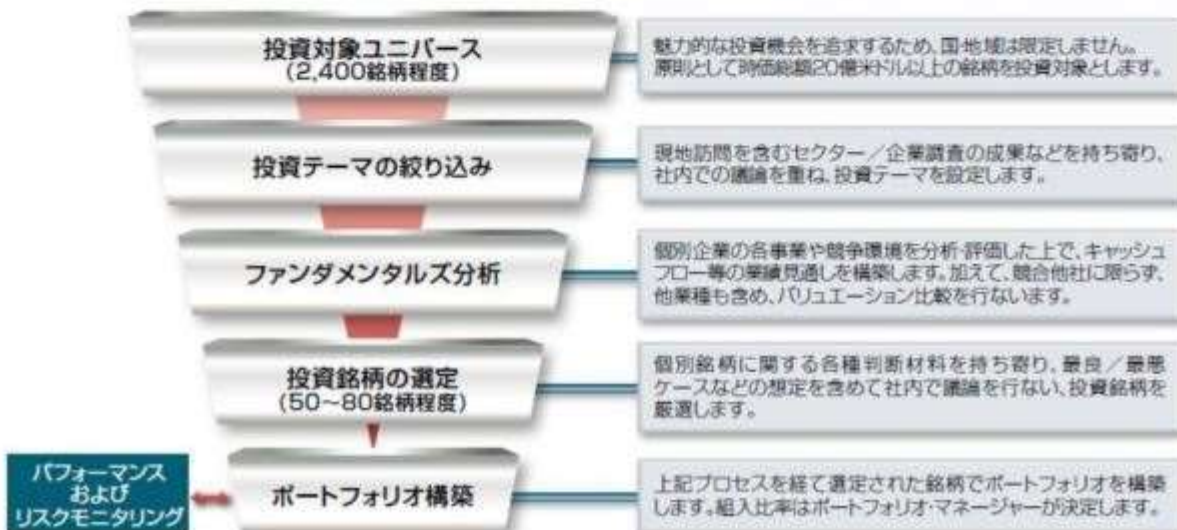 投資対象ユニバース
(2,400銘柄程度)
魅力的な投資機会を追求するため、国・地域は限定しません。
原則として時価総額20億米ドル以上の銘柄を投資対象とします。
投資テーマの絞り込み
現地訪問を含むセクター／企業調査の成果などを持ち寄り、
社内での議論を重ね、投資テーマを設定します。
ファンダメンタルズ分析
個別企業の各事業や競争環境を分析・評価した上で、キャッシュ
フロー等の業績見通しを構築します。加えて、競合他社に限らず、
他業種も含め、バリュエーション比較を行ないます。
投資銘柄の選定
(50～80銘柄程度)
個別銘柄に関する各種判断材料を持ち寄り、最良／最悪
ケースなどの想定を含めて社内で議論を行ない、投資銘柄を
厳選します。
パフォーマンス
および
リスクモニタリング
ポートフォリオ構築
上記プロセスを経て選定された銘柄でポートフォリオを構築
します。組入比率はポートフォリオ・マネージャーが決定します。